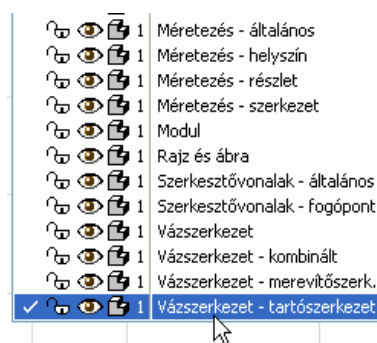 1 Méretezés - általános
1 Méretezés - helyszín
1 Méretezés - részlet
1 Méretezés - szerkezet
1 Modul
1 Rajz és ábra
1 Szerkesztővonalak - általános
1 Szerkesztővonalak - fogópont
1 Vázszerkezet
1 Vázszerkezet - kombinált
1 Vázszerkezet - merevítőszerk.
1 Vázszerkezet - tartószerkezet